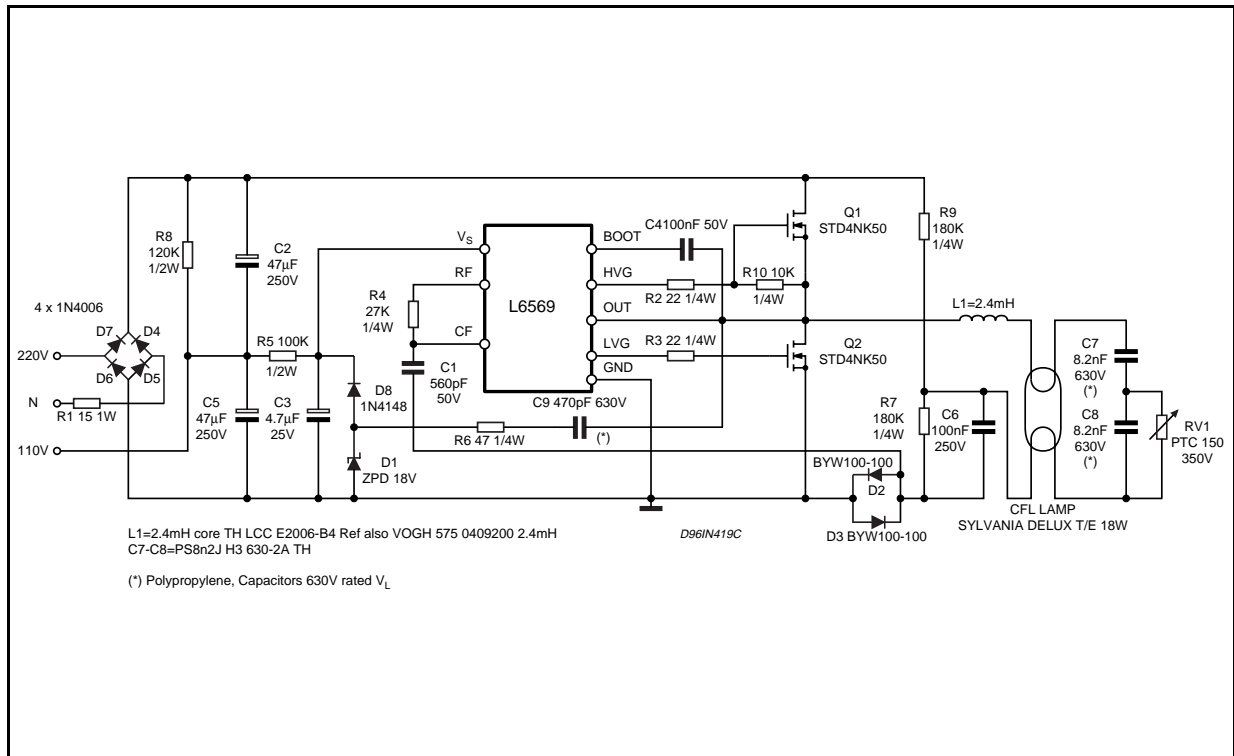 R8
120K
1/2W
C2
47μF
250V
4 x 1N4006
D7
D4
D6
D5
220V
N
R1 15 1W
110V
C5
47μF
250V
R5 100K
1/2W
C3
4.7μF
25V
VS
RF
CF
L6569
BOOT
HVG
OUT
LVG
GND
R4
27K
1/4W
C1
560pF
50V
D8
1N4148
D1
ZPD 18V
R6 47 1/4W
C9 470pF 630V
(*)
C4100nF 50V
R2 22 1/4W
R10 10K
1/4W
R3 22 1/4W
Q1
STD4NK50
Q2
STD4NK50
R9
180K
1/4W
L1=2.4mH
R7
180K
1/4W
C6
100nF
250V
BYW100-100
D2
D3 BYW100-100
C7
8.2nF
630V
(*)
C8
8.2nF
630V
(*)
RV1
PTC 150
350V
CFL LAMP
SYLVANIA DELUX T/E 18W
D96IN419C
L1=2.4mH core TH LCC E2006-B4 Ref also VOGH 575 0409200 2.4mH
C7-C8=PS8n2J H3 630-2A TH
(*) Polypropylene, Capacitors 630V rated VL